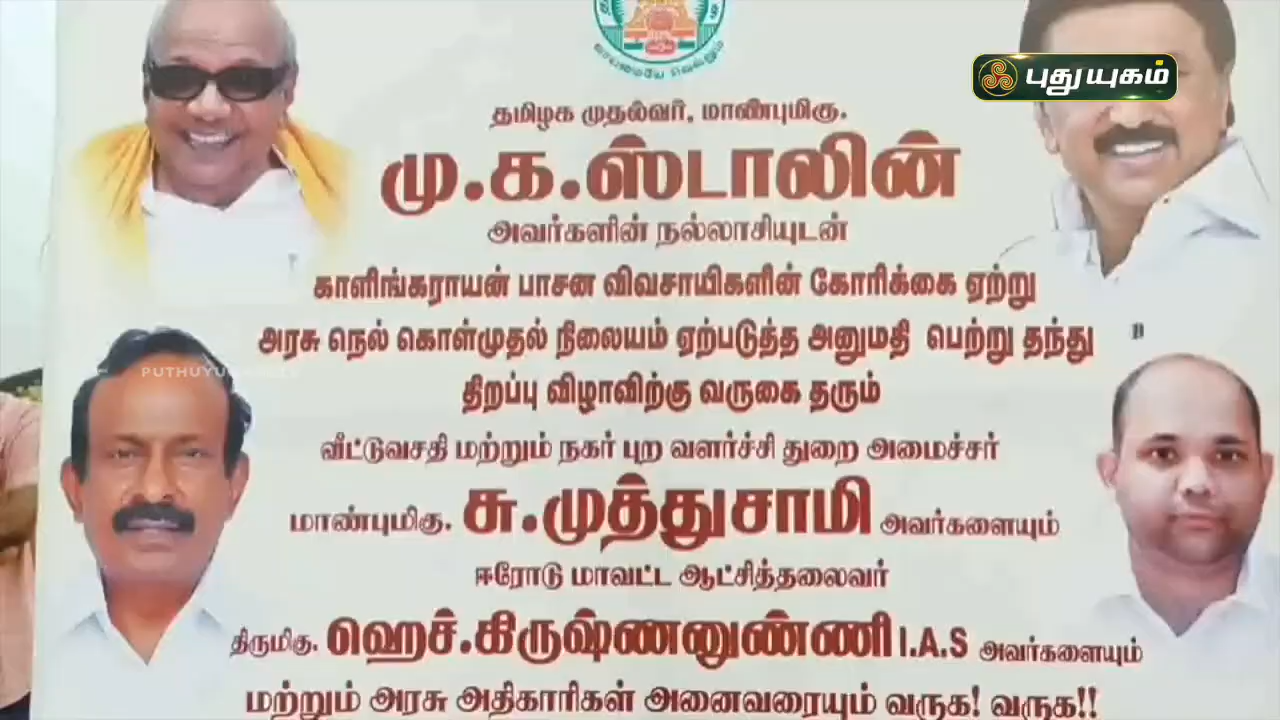 வாய்மையே வெல்லும்
புதுயுகம்
தமிழக முதல்வர், மாண்புமிகு.
மு.க.ஸ்டாலின்
அவர்களின் நல்லாசியுடன்
காளிங்கராயன் பாசன விவசாயிகளின் கோரிக்கை ஏற்று
அரசு நெல் கொள்முதல் நிலையம் ஏற்படுத்த அனுமதி பெற்று தந்து
திறப்பு விழாவிற்கு வருகை தரும்
வீட்டுவசதி மற்றும் நகர் புற வளர்ச்சி துறை அமைச்சர்
மாண்புமிகு. சு.முத்துசாமி அவர்களையும்
ஈரோடு மாவட்ட ஆட்சித்தலைவர்
திருமிகு. ஹெச்.கிருஷ்ணனுண்ணி I.A.S அவர்களையும்
மற்றும் அரசு அதிகாரிகள் அனைவரையும் வருக! வருக!!